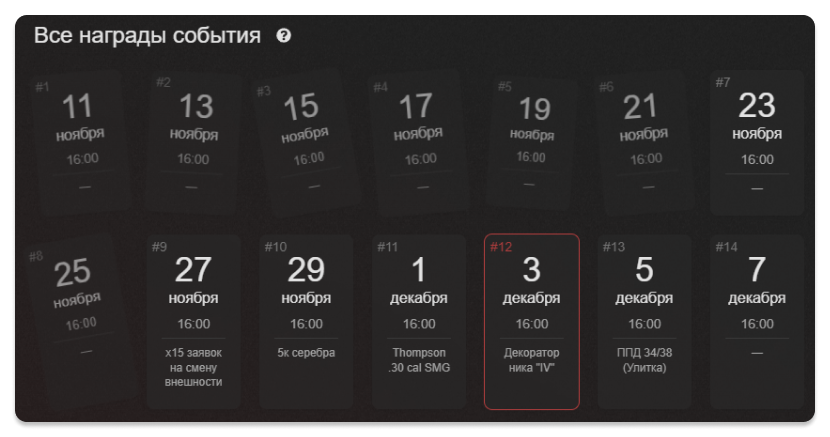 Все награды события ?
#1
11
ноября
16:00
—
#2
13
ноября
16:00
—
#3
15
ноября
16:00
—
#4
17
ноября
16:00
—
#5
19
ноября
16:00
—
#6
21
ноября
16:00
—
#7
23
ноября
16:00
—
#8
25
ноября
16:00
—
#9
27
ноября
16:00
x15 заявок
на смену
внешности
#10
29
ноября
16:00
5к серебра
#11
1
декабря
16:00
Thompson
.30 cal SMG
#12
3
декабря
16:00
Декоратор
ника "IV"
#13
5
декабря
16:00
ППД 34/38
(Улитка)
#14
7
декабря
16:00
—